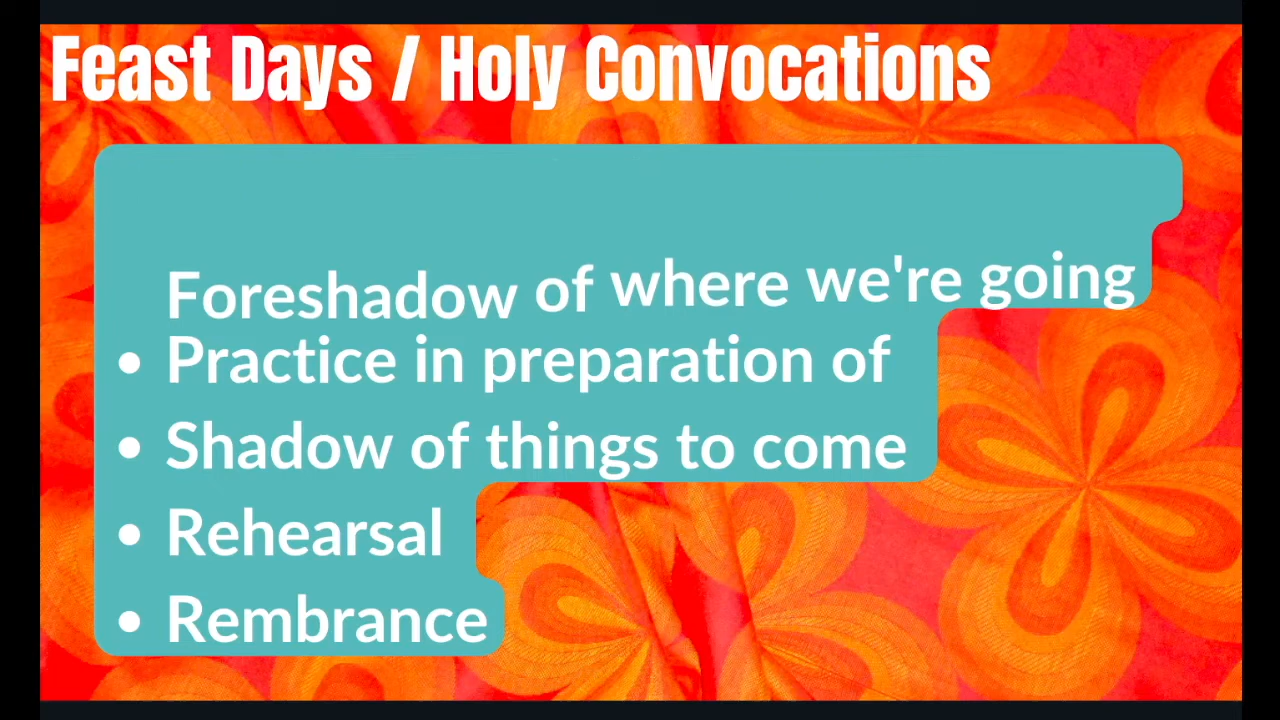 Feast Days / Holy Convocations
Foreshadow of where we're going
• Practice in preparation of
• Shadow of things to come
• Rehearsal
• Rembrance